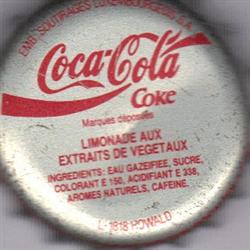 EMB. SOUTIRAGES LUXEMBOURGEOIS S.A.
Coca-Cola
Coke
Marques déposées
LIMONADE AUX
EXTRAITS DE VEGETAUX
INGREDIENTS: EAU GAZEIFIEE, SUCRE,
COLORANT E 150, ACIDIFIANT E 338,
AROMES NATURELS, CAFEINE.
L-1818 HOWALD